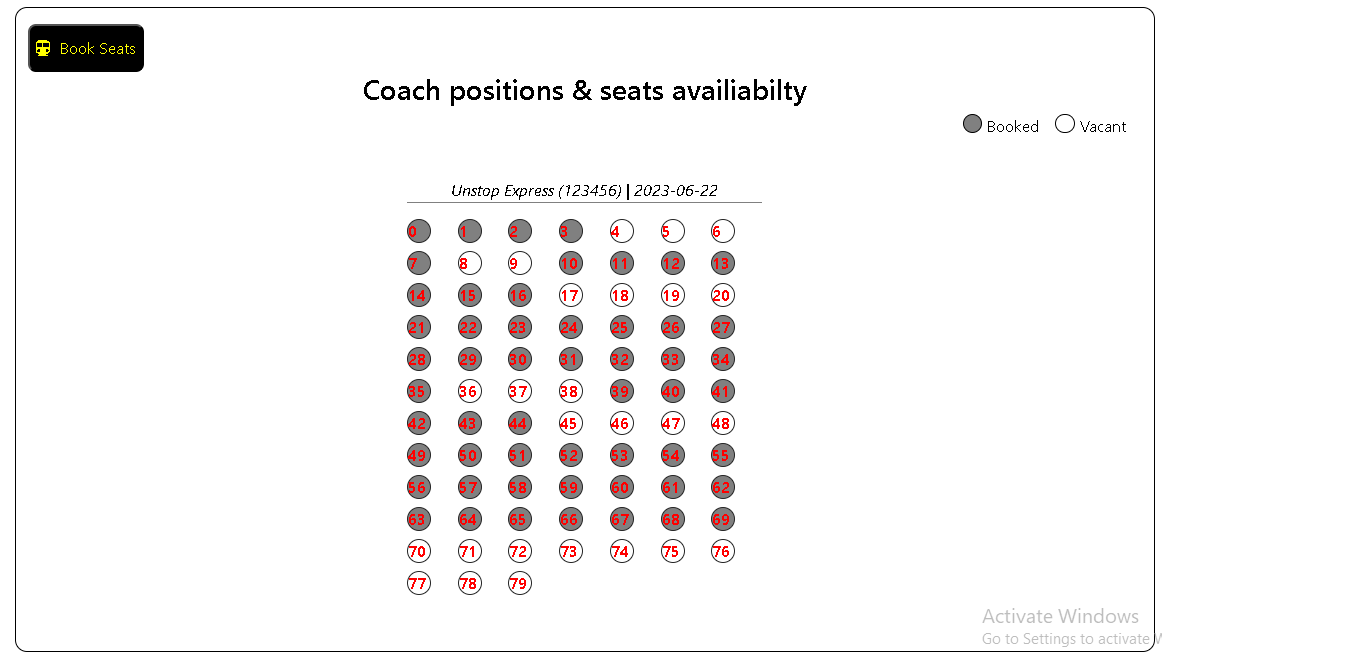 Book Seats
Coach positions & seats availiabilty
Booked Vacant
Unstop Express (123456) | 2023-06-22
0 1 2 3 4 5 6
7 8 9 10 11 12 13
14 15 16 17 18 19 20
21 22 23 24 25 26 27
28 29 30 31 32 33 34
35 36 37 38 39 40 41
42 43 44 45 46 47 48
49 50 51 52 53 54 55
56 57 58 59 60 61 62
63 64 65 66 67 68 69
70 71 72 73 74 75 76
77 78 79
Activate Windows
Go to Settings to activate